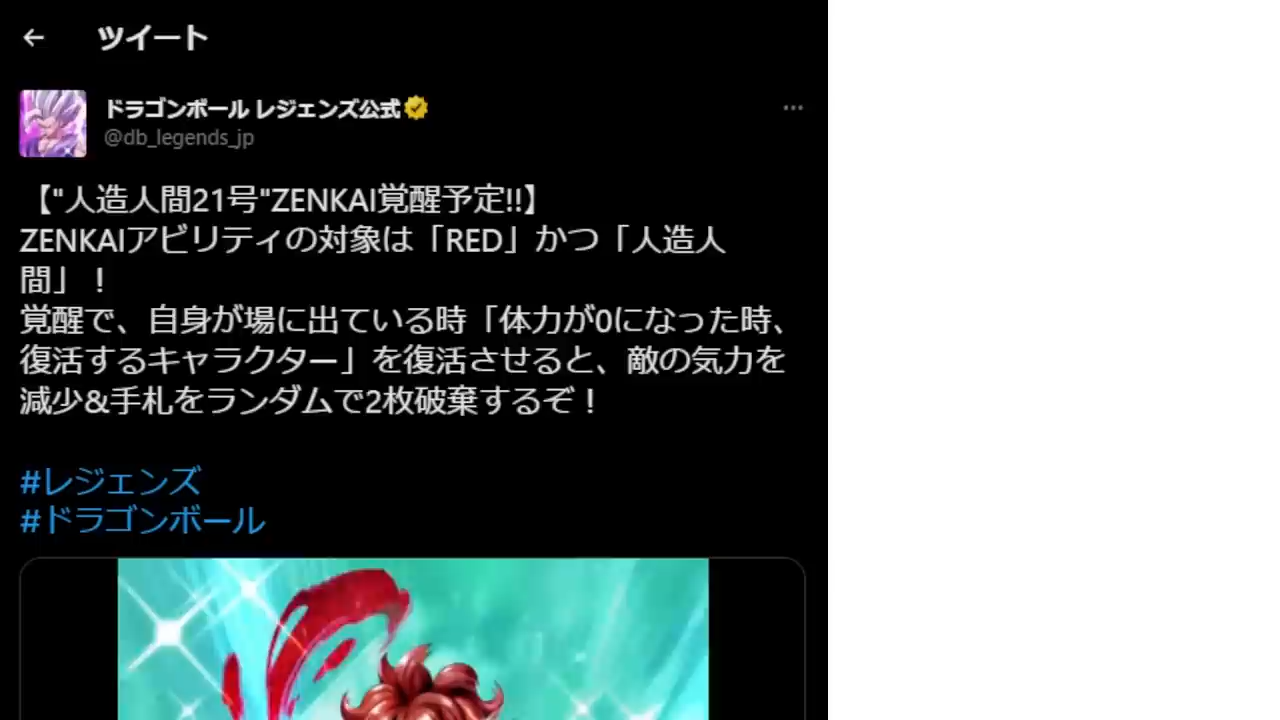 ツイート
ドラゴンボール レジェンズ公式
@db_legends_jp
【"人造人間21号"ZENKAI覚醒予定!!】
ZENKAIアビリティの対象は「RED」かつ「人造人
間」！
覚醒で、自身が場に出ている時「体力が0になった時、
復活するキャラクター」を復活させると、敵の気力を
減少&手札をランダムで2枚破棄するぞ！
#レジェンズ
#ドラゴンボール